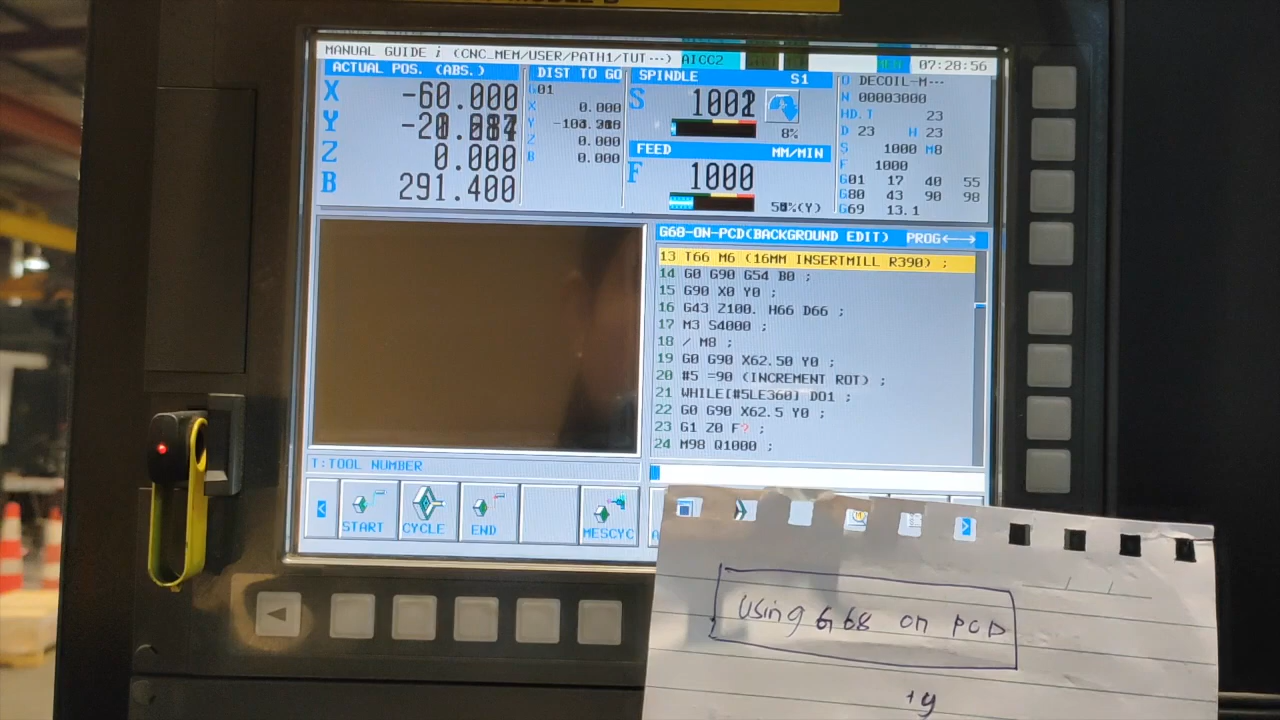 MANUAL GUIDE i (CNC_MEM/USER/PATH1/TUT···)
AICC2
07:28:56
ACTUAL POS. (ABS.)
X -60.000
Y
Z 0.000
B 291.400
DIST TO GO
G01
X 0.000
Y
Z 0.000
B 0.000
SPINDLE S1
S
8%
FEED MM/MIN
F 1000
%(Y)
O DECOIL-M---
N 00003000
HD.T 23
D 23 H 23
S 1000 M8
F 1000
G01 17 40 55
G80 43 90 98
G69 13.1
G68-ON-PCD(BACKGROUND EDIT) PROG←→
13 T66 M6 (16MM INSERTMILL R390) ;
14 G0 G90 G54 B0 ;
15 G90 X0 Y0 ;
16 G43 Z100. H66 D66 ;
17 M3 S4000 ;
18 / M8 ;
19 G0 G90 X62.50 Y0 ;
20 #5 =90 (INCREMENT ROT) ;
21 WHILE[#5LE360] DO1 ;
22 G0 G90 X62.5 Y0 ;
23 G1 Z0 F? ;
24 M98 Q1000 ;
T:TOOL NUMBER
START
CYCLE
END
MESCYC
Using G68 on PCD
+y